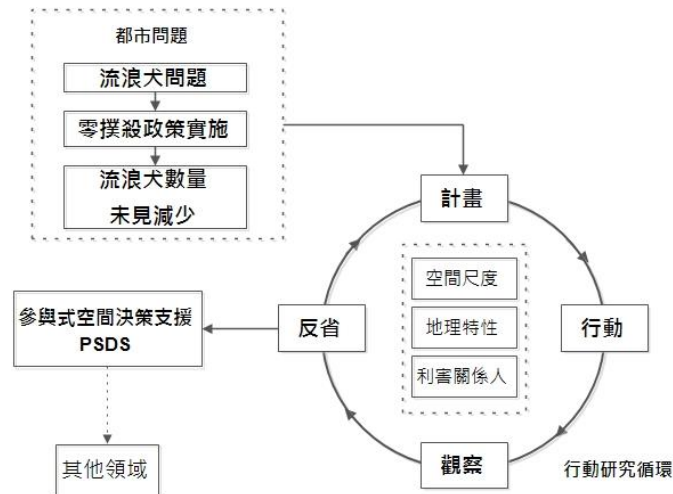 都市問題
流浪犬問題
零撲殺政策實施
流浪犬數量
未見減少
計畫
空間尺度
地理特性
利害關係人
行動
反省
參與式空間決策支援
PSDS
觀察
其他領域
行動研究循環